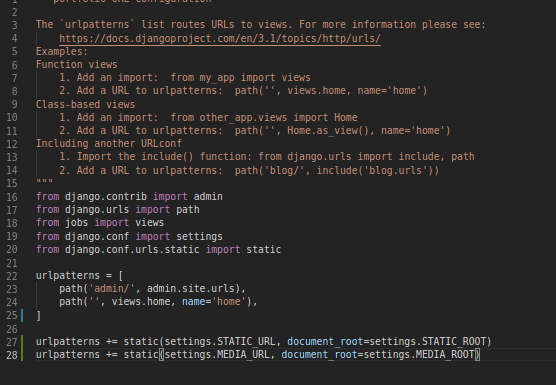 1 portfolio URL Configuration
2
3 The `urlpatterns` list routes URLs to views. For more information please see:
4 https://docs.djangoproject.com/en/3.1/topics/http/urls/
5 Examples:
6 Function views
7 1. Add an import:  from my_app import views
8 2. Add a URL to urlpatterns:  path('', views.home, name='home')
9 Class-based views
10 1. Add an import:  from other_app.views import Home
11 2. Add a URL to urlpatterns:  path('', Home.as_view(), name='home')
12 Including another URLconf
13 1. Import the include() function: from django.urls import include, path
14 2. Add a URL to urlpatterns:  path('blog/', include('blog.urls'))
15 """
16 from django.contrib import admin
17 from django.urls import path
18 from jobs import views
19 from django.conf import settings
20 from django.conf.urls.static import static
21
22 urlpatterns = [
23 path('admin/', admin.site.urls),
24 path('', views.home, name='home'),
25 ]
26
27 urlpatterns += static(settings.STATIC_URL, document_root=settings.STATIC_ROOT)
28 urlpatterns += static(settings.MEDIA_URL, document_root=settings.MEDIA_ROOT)